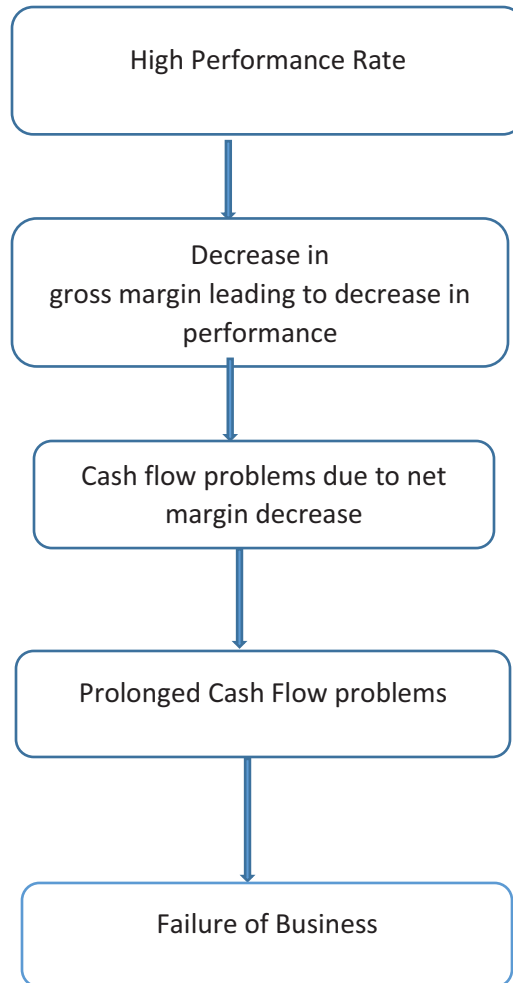 High Performance Rate
Decrease in
gross margin leading to decrease in
performance
Cash flow problems due to net
margin decrease
Prolonged Cash Flow problems
Failure of Business